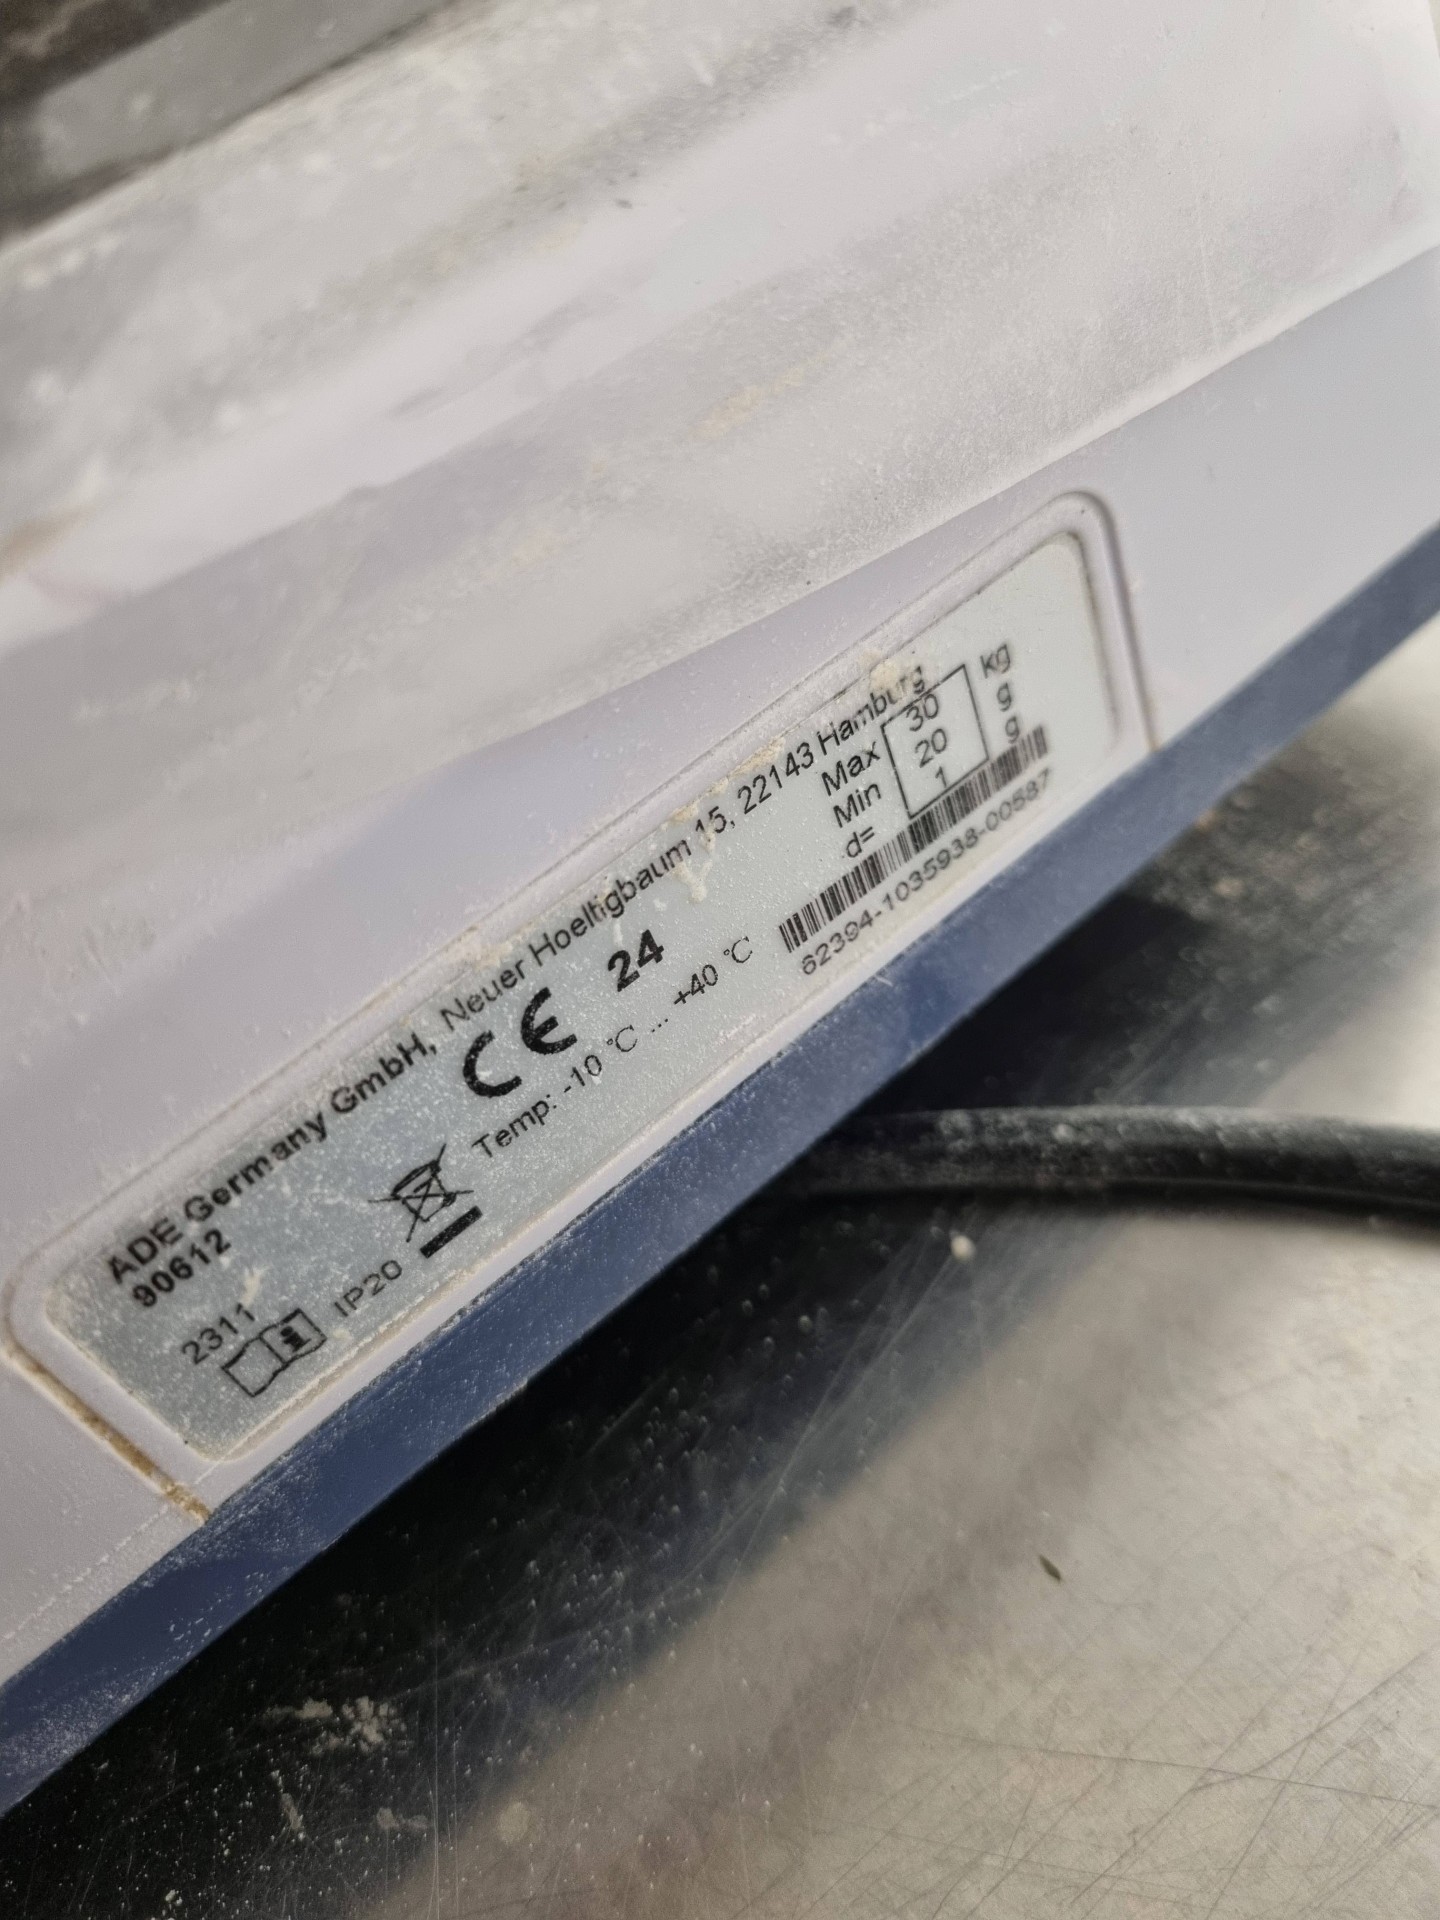 ADE Germany GmbH, Neuer Hoeltigbaum 15, 22143 Hamburg
90612
2311
IP20
CE 24
Temp: -10 °C ... +40 °C
Max 30 kg
Min 20 g
d= 1 g
62394-1035938-00587